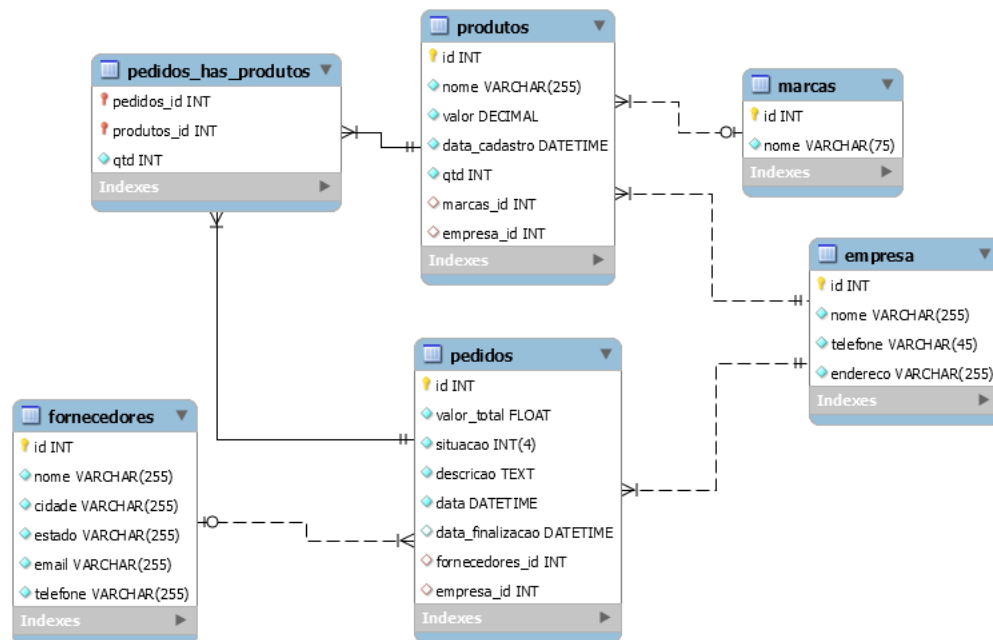 pedidos_has_produtos
pedidos_id INT
produtos_id INT
qtd INT
Indexes
produtos
id INT
nome VARCHAR(255)
valor DECIMAL
data_cadastro DATETIME
qtd INT
marcas_id INT
empresa_id INT
Indexes
marcas
id INT
nome VARCHAR(75)
Indexes
empresa
id INT
nome VARCHAR(255)
telefone VARCHAR(45)
endereco VARCHAR(255)
Indexes
pedidos
id INT
valor_total FLOAT
situacao INT(4)
descricao TEXT
data DATETIME
data_finalizacao DATETIME
fornecedores_id INT
empresa_id INT
Indexes
fornecedores
id INT
nome VARCHAR(255)
cidade VARCHAR(255)
estado VARCHAR(255)
email VARCHAR(255)
telefone VARCHAR(255)
Indexes